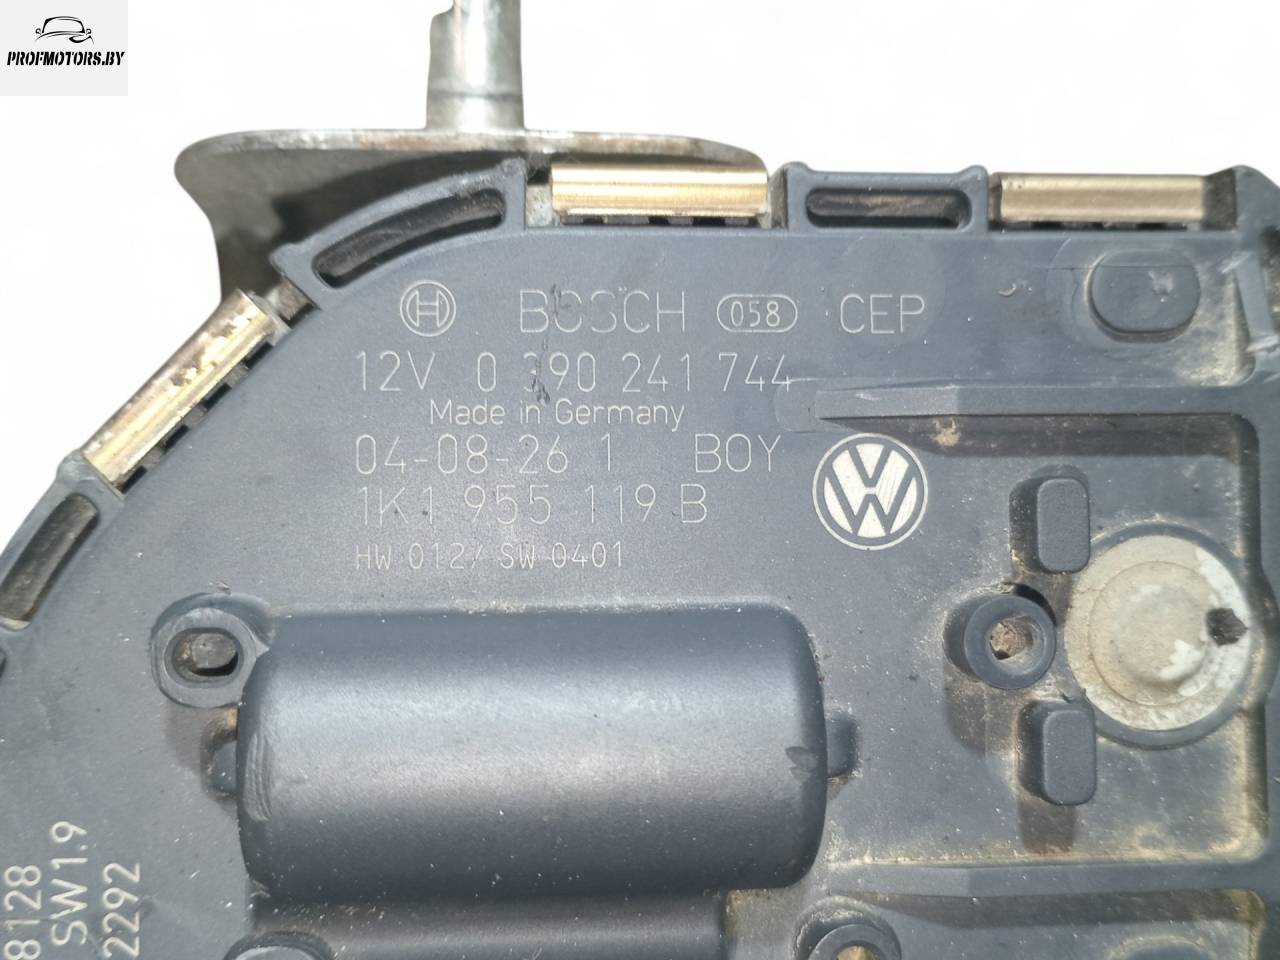 PROFMOTORS.BY
BOSCH 058 CEP
12V 0 390 241 744
Made in Germany
04-08-26 1 BOY
1K1 955 119 B
HW 012/ SW 0401
8128
SW1.9
2292